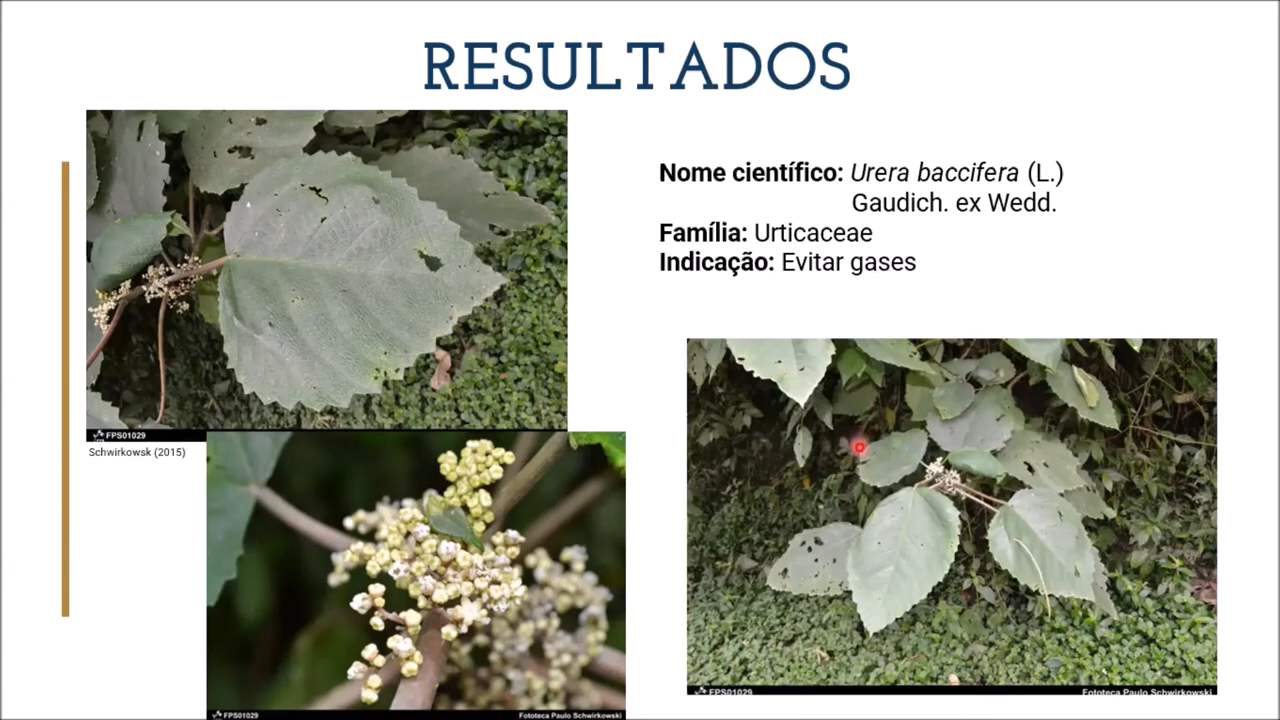 RESULTADOS
Nome científico: Urera baccifera (L.)
Gaudich. ex Wedd.
Família: Urticaceae
Indicação: Evitar gases
FPS01029
Schwirkowsk (2015)
FPS01029 Fototeca Paulo Schwirkowski
FPS01029 Fototeca Paulo Schwirkowski